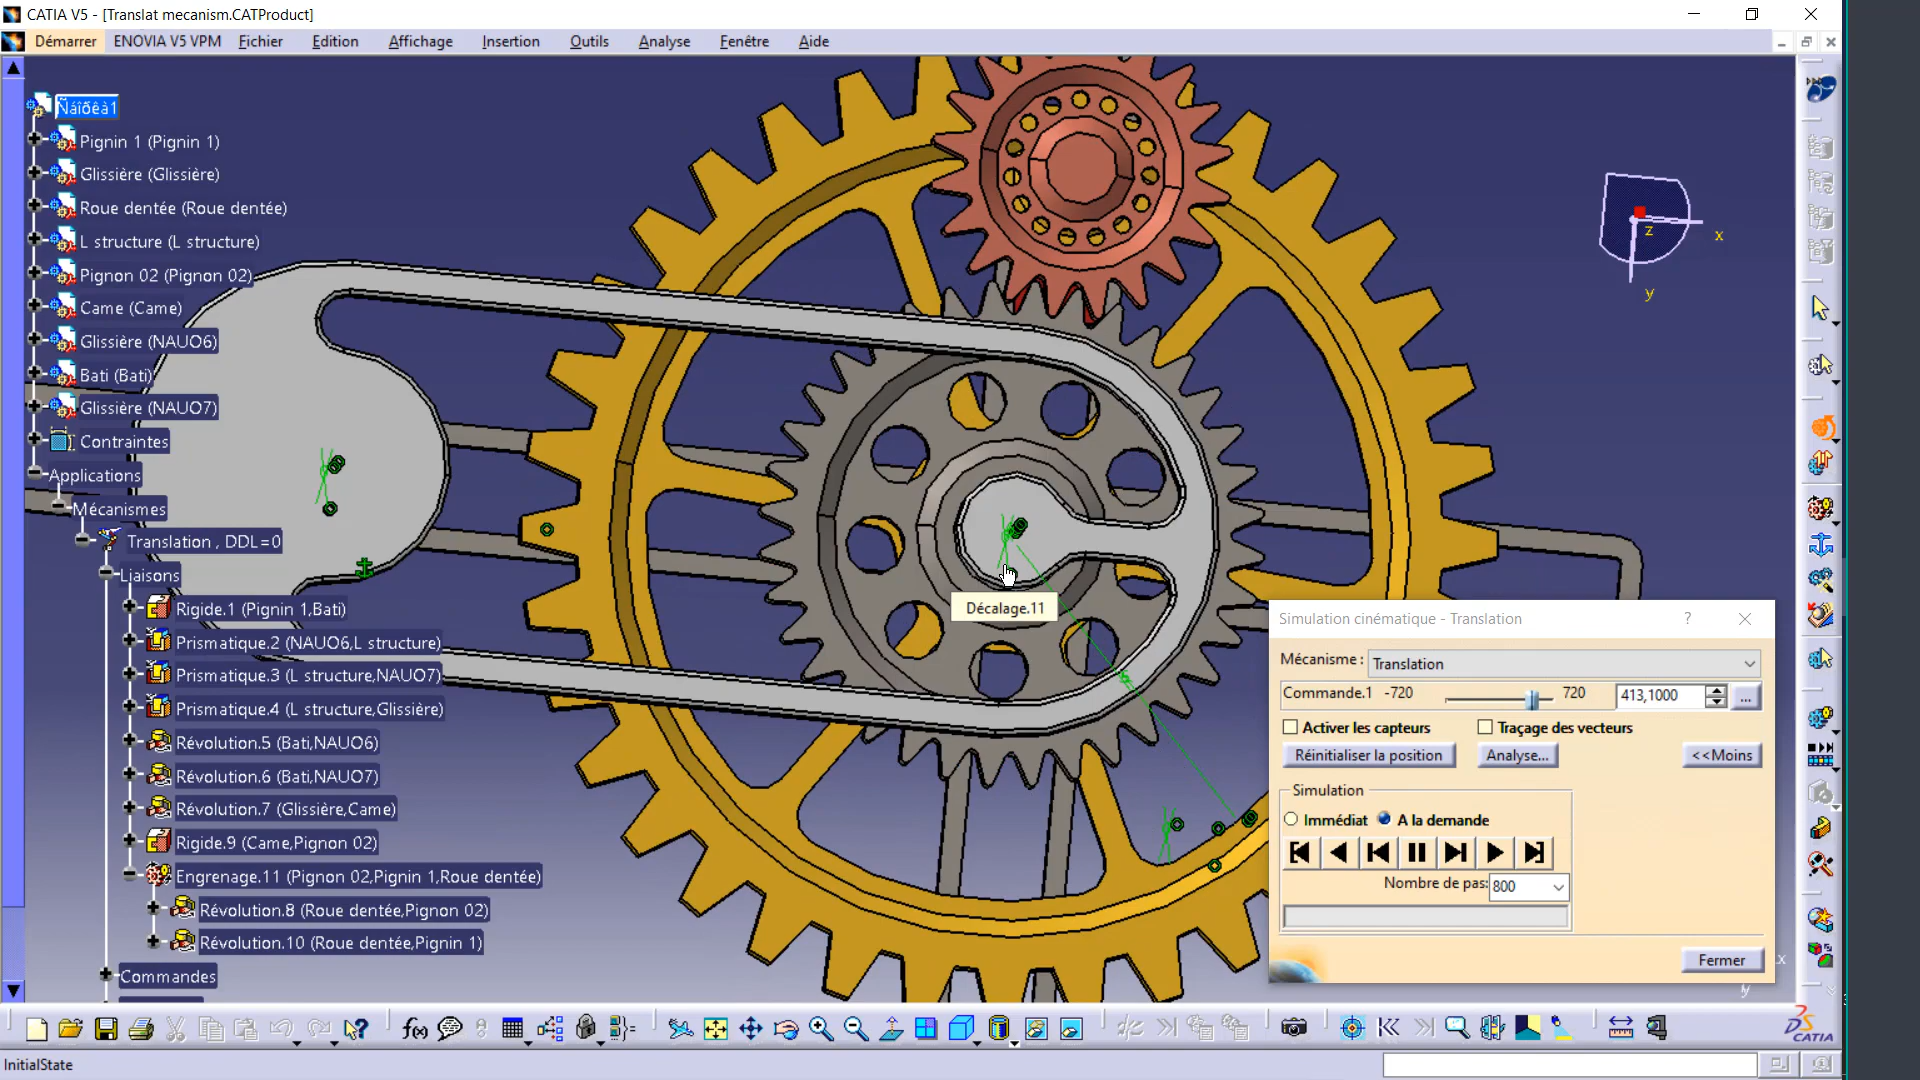 CATIA V5 - [Translat mecanism.CATProduct]
Démarrer ENOVIA V5 VPM Fichier Edition Affichage Insertion Outils Analyse Fenêtre Aide
Ñáîðêà1
Pignin 1 (Pignin 1)
Glissière (Glissière)
Roue dentée (Roue dentée)
L structure (L structure)
Pignon 02 (Pignon 02)
Came (Came)
Glissière (NAUO6)
Bati (Bati)
Glissière (NAUO7)
Contraintes
Applications
Mécanismes
Translation , DDL=0
Liaisons
Rigide.1 (Pignin 1,Bati)
Prismatique.2 (NAUO6,L structure)
Prismatique.3 (L structure,NAUO7)
Prismatique.4 (L structure,Glissière)
Révolution.5 (Bati,NAUO6)
Révolution.6 (Bati,NAUO7)
Révolution.7 (Glissière,Came)
Rigide.9 (Came,Pignon 02)
Engrenage.11 (Pignon 02,Pignin 1,Roue dentée)
Révolution.8 (Roue dentée,Pignon 02)
Révolution.10 (Roue dentée,Pignin 1)
Commandes
Décalage.11
z
x
y
Simulation cinématique - Translation ?
Mécanisme : Translation
Commande.1 -720 720 413,1000 ...
Activer les capteurs Traçage des vecteurs
Réinitialiser la position Analyse... <<Moins
Simulation
Immédiat A la demande
Nombre de pas: 800
Fermer
x
y
f(x)
CATIA
InitialState